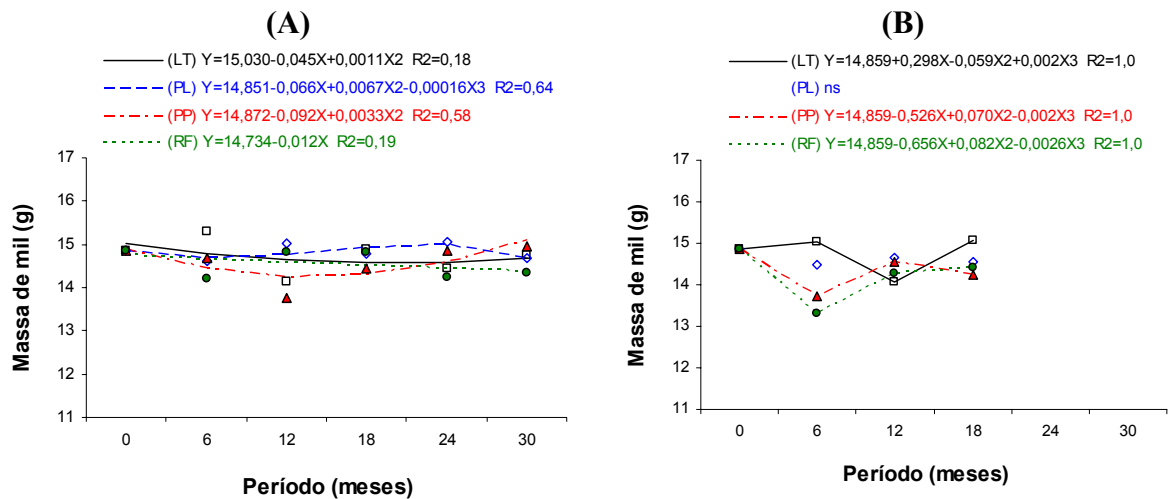 (A)
(LT) Y=15,030-0,045X+0,0011X2 R2=0,18
(PL) Y=14,851-0,066X+0,0067X2-0,00016X3 R2=0,64
(PP) Y=14,872-0,092X+0,0033X2 R2=0,58
(RF) Y=14,734-0,012X R2=0,19
17
16
15
14
13
12
11
Massa de mil (g)
0 6 12 18 24 30
Período (meses)
(B)
(LT) Y=14,859+0,298X-0,059X2+0,002X3 R2=1,0
(PL) ns
(PP) Y=14,859-0,526X+0,070X2-0,002X3 R2=1,0
(RF) Y=14,859-0,656X+0,082X2-0,0026X3 R2=1,0
17
16
15
14
13
12
11
Massa de mil (g)
0 6 12 18 24 30
Período (meses)